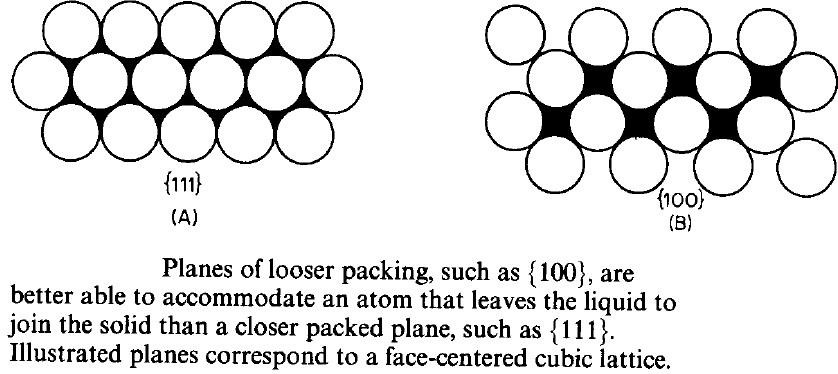 {111}
(A)
{100}
(B)
Planes of looser packing, such as {100}, are
better able to accommodate an atom that leaves the liquid to
join the solid than a closer packed plane, such as {111}.
Illustrated planes correspond to a face-centered cubic lattice.